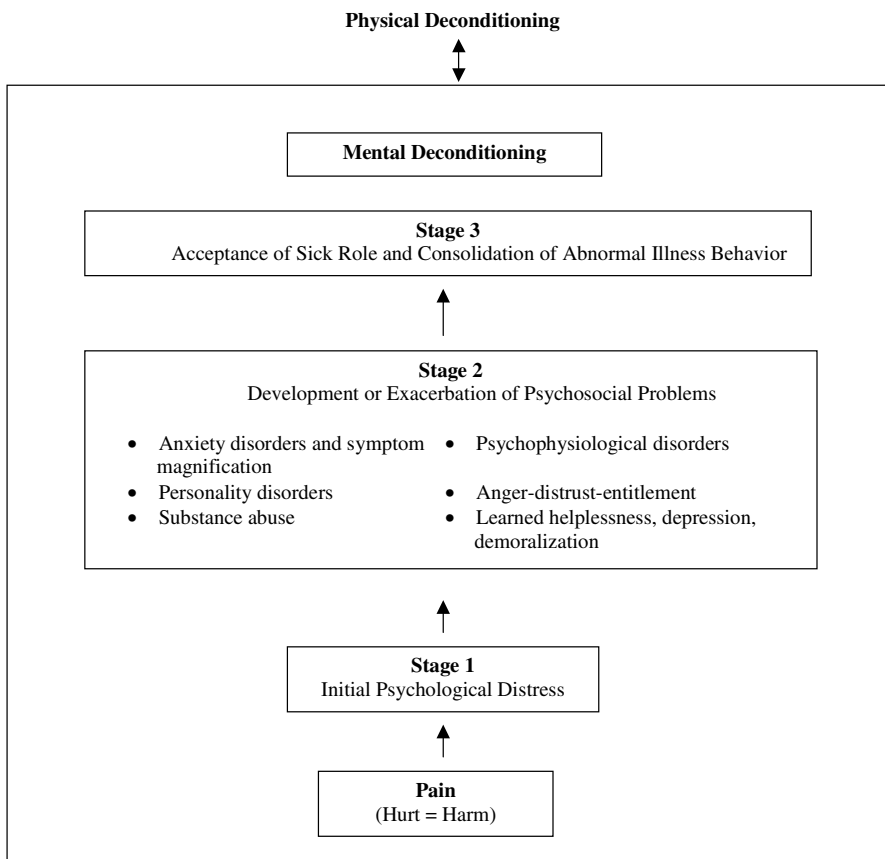 Physical Deconditioning
Mental Deconditioning
Stage 3
Acceptance of Sick Role and Consolidation of Abnormal Illness Behavior
Stage 2
Development or Exacerbation of Psychosocial Problems
• Anxiety disorders and symptom
magnification
• Personality disorders
• Substance abuse
• Psychophysiological disorders
• Anger-distrust-entitlement
• Learned helplessness, depression,
demoralization
Stage 1
Initial Psychological Distress
Pain
(Hurt = Harm)